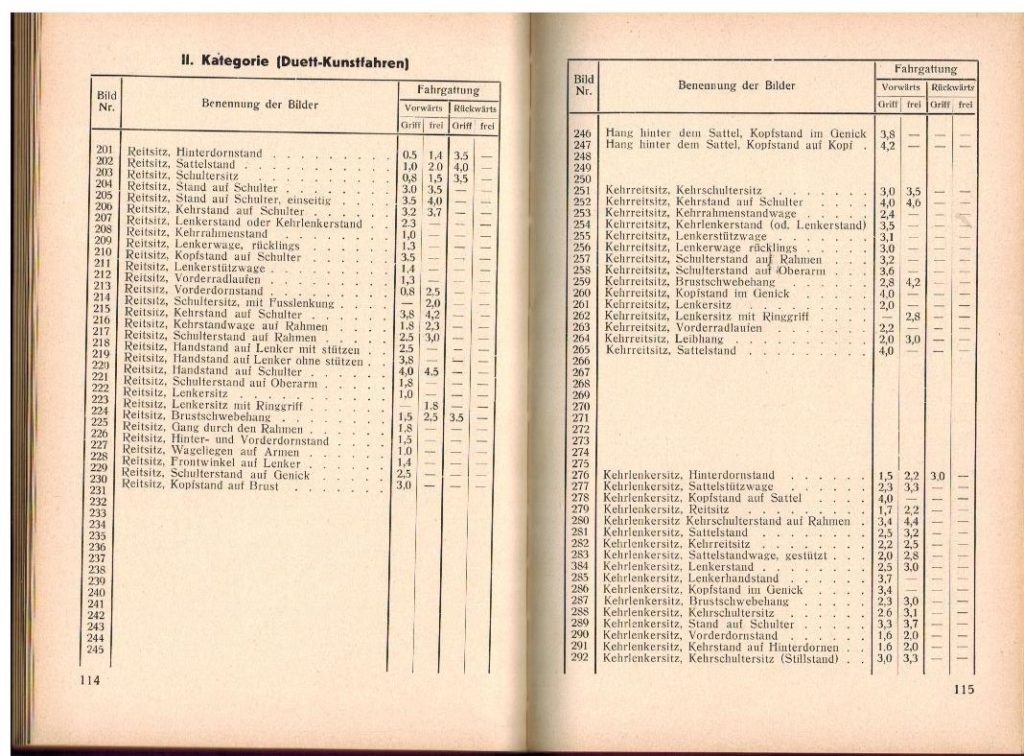 II. Kategorie (Duett-Kunstfahren)
Bild Nr. Benennung der Bilder Fahrgattung
Vorwärts Rückwärts
Griff frei Griff frei
201 Reitsitz, Hinterdornstand 0.5 1,4 3.5 —
202 Reitsitz, Sattelstand 1,0 2 0 4,0 —
203 Reitsitz, Schultersitz 0,8 1,5 3,5 —
204 Reitsitz, Stand auf Schulter 3.0 3.5 — —
205 Reitsitz, Stand auf Schulter, einseitig 3.5 4,0 — —
206 Reitsitz, Kehrstand auf Schulter 3.2 3,7 — —
207 Reitsitz, Lenkerstand oder Kehrlenkerstand 2.3 — — —
208 Reitsitz, Kehrrahmenstand 1,0 — — —
209 Reitsitz, Lenkerwage, rücklings 1.3 — — —
210 Reitsitz, Kopfstand auf Schulter 3.5 — — —
211 Reitsitz, Lenkerstützwage 1,4 — — —
212 Reitsitz, Vorderradlaufen 1,3 — — —
213 Reitsitz, Vorderdornstand 0,8 2,5 — —
214 Reitsitz, Schultersitz, mit Fusslenkung — 2,0 — —
215 Reitsitz, Kehrstand auf Schulter 3,8 4,2 — —
216 Reitsitz, Kehrstandwage auf Rahmen 1.8 2,3 — —
217 Reitsitz, Schulterstand auf Rahmen 2.5 3,0 — —
218 Reitsitz, Handstand auf Lenker mit stützen 2.5 — — —
219 Reitsitz, Handstand auf Lenker ohne stützen 3,8 — — —
220 Reitsitz, Handstand auf Schulter 4,0 4.5 — —
221 Reitsitz, Schulterstand auf Oberarm 1,8 — — —
222 Reitsitz, Lenkersitz 1,0 — — —
223 Reitsitz, Lenkersitz mit Ringgriff — 1.8 — —
224 Reitsitz, Brustschwebehang 1,5 2,5 3,5 —
225 Reitsitz, Gang durch den Rahmen 1.8 — — —
226 Reitsitz, Hinter- und Vorderdornstand 1,5 — — —
227 Reitsitz, Wageliegen auf Armen 1.0 — — —
228 Reitsitz, Frontwinkel auf Lenker 1,4 — — —
229 Reitsitz, Schulterstand auf Genick 2.5 — — —
230 Reitsitz, Kopfstand auf Brust 3,0 — — —
231
232
233
234
235
236
237
238
239
240
241
242
243
244
245
114
Bild Nr. Benennung der Bilder Fahrgattung
Vorwärts Rückwärts
Griff frei Griff frei
246 Hang hinter dem Sattel, Kopfstand im Genick 3,8 — — —
247 Hang hinter dem Sattel, Kopfstand auf Kopf 4,2 — — —
248
249
250
251 Kehrreitsitz, Kehrschultersitz 3,0 3,5 — —
252 Kehrreitsitz, Kehrstand auf Schulter 4,0 4,6 — —
253 Kehrreitsitz, Kehrrahmenstandwage 2,4 — — —
254 Kehrreitsitz, Kehrlenkerstand (od. Lenkerstand) 3,5 — — —
255 Kehrreitsitz, Lenkerstützwage 3,1 — — —
256 Kehrreitsitz, Lenkerwage rücklings 3.0 — — —
257 Kehrreitsitz, Schulterstand auf Rahmen 3,2 — — —
258 Kehrreitsitz, Schulterstand auf Oberarm 3,6 — — —
259 Kehrreitsitz, Brustschwebehang 2,8 4,2 — —
260 Kehrreitsitz, Kopfstand im Genick 4,0 — — —
261 Kehrreitsitz, Lenkersitz 2,0 — — —
262 Kehrreitsitz, Lenkersitz mit Ringgriff — 2,8 — —
263 Kehrreitsitz, Vorderradlaufen 2,2 — — —
264 Kehrreitsitz, Leibhang 2,0 3,0 — —
265 Kehrreitsitz, Sattelstand 4,0 — — —
266
267
268
269
270
271
272
273
274
275
276 Kehrlenkersitz, Hinterdornstand 1,5 2,2 3,0 —
277 Kehrlenkersitz, Sattelstützwage 2,3 3,3 — —
278 Kehrlenkersitz, Kopfstand auf Sattel 4,0 — — —
279 Kehrlenkersitz, Reitsitz 1,7 2,2 — —
280 Kehrlenkersitz Kehrschulterstand auf Rahmen 3,4 4,4 — —
281 Kehrlenkersitz, Sattelstand 2,5 3,2 — —
282 Kehrlenkersitz, Kehrreitsitz 2,2 2,5 — —
283 Kehrlenkersitz, Sattelstandwage, gestützt 2,0 2,8 — —
384 Kehrlenkersitz, Lenkerstand 2,5 3,0 — —
285 Kehrlenkersitz, Lenkerhandstand 3,7 — — —
286 Kehrlenkersitz, Kopfstand im Genick 3,4 — — —
287 Kehrlenkersitz, Brustschwebehang 2,3 3,0 — —
288 Kehrlenkersitz, Kehrschultersitz 2 6 3,1 — —
289 Kehrlenkersitz, Stand auf Schulter 3,3 3,7 — —
290 Kehrlenkersitz, Vorderdornstand 1,6 2,0 — —
291 Kehrlenkersitz, Kehrstand auf Hinterdornen 1,6 2,0 — —
292 Kehrlenkersitz, Kehrschultersitz (Stillstand) 3,0 3,3 — —
115